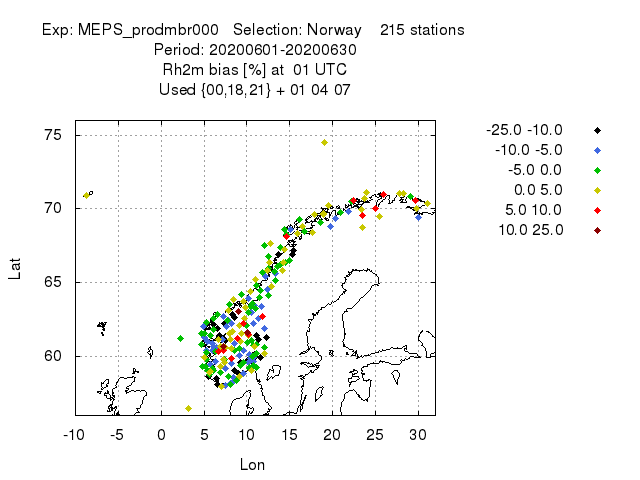 Exp: MEPS_prodmbr000 Selection: Norway 215 stations
Period: 20200601-20200630
Rh2m bias [%] at 01 UTC
Used {00,18,21} + 01 04 07
-25.0 -10.0
-10.0 -5.0
-5.0 0.0
0.0 5.0
5.0 10.0
10.0 25.0
75
70
65
60
Lat
-10 -5 0 5 10 15 20 25 30
Lon